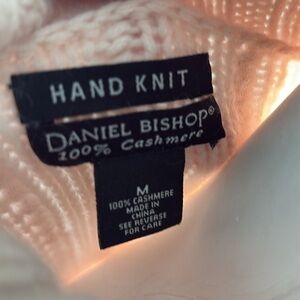 HAND KNIT
DANIEL BISHOP®
100% Cashmere
M
100% CASHMERE
MADE IN
CHINA
SEE REVERSE
FOR CARE